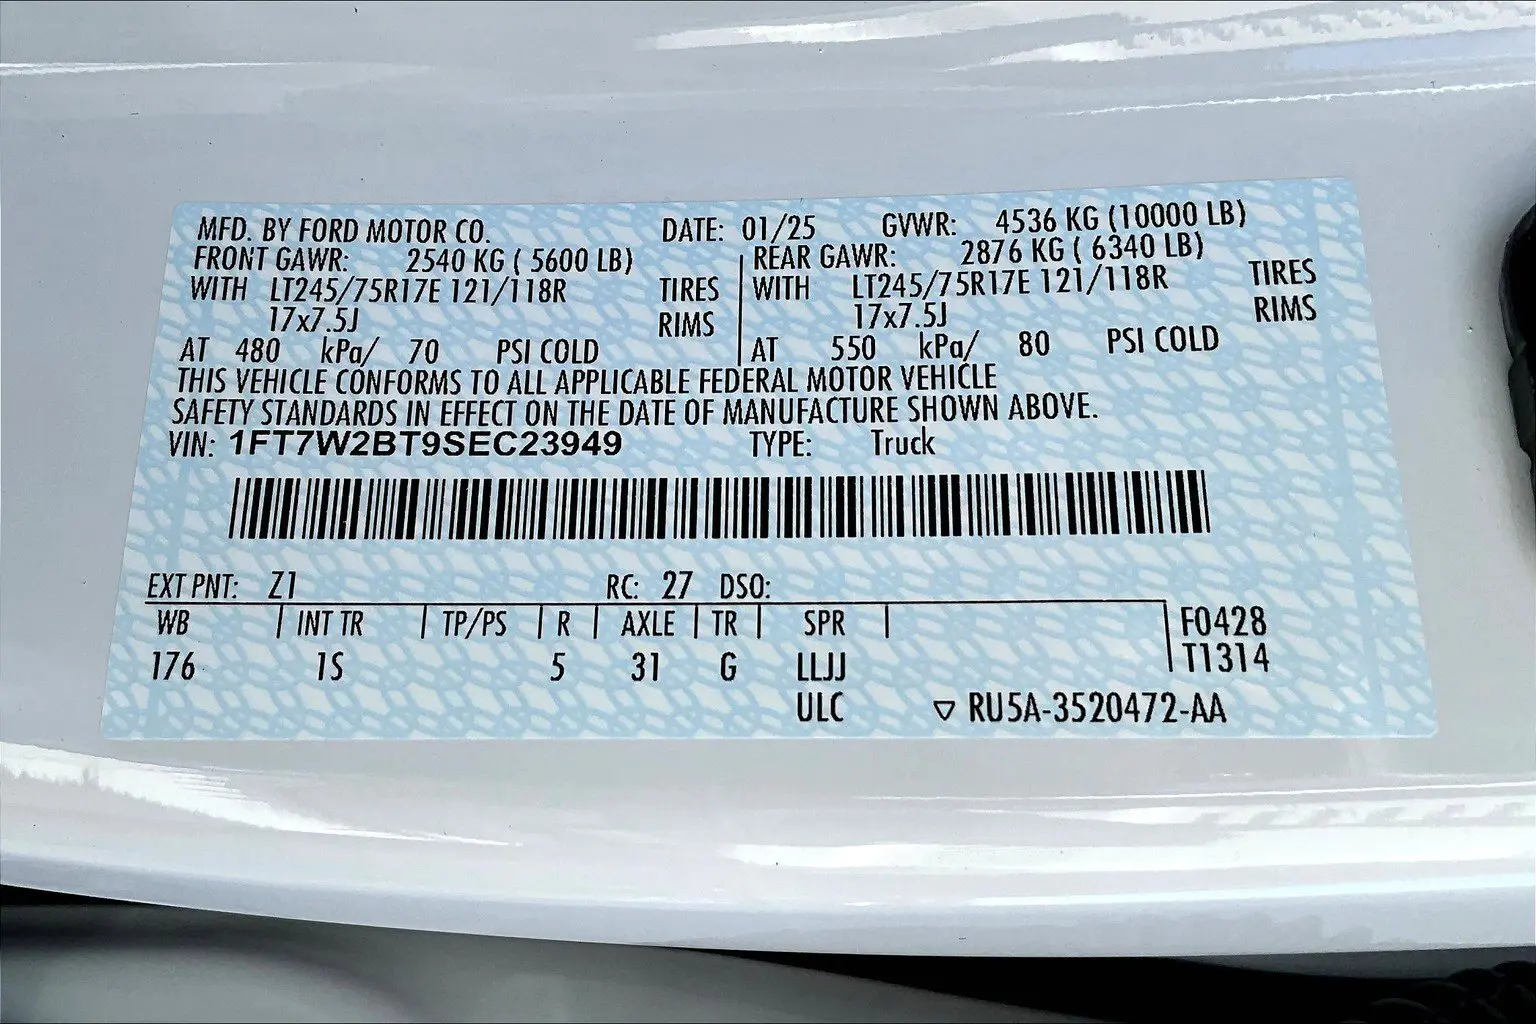 MFD. BY FORD MOTOR CO. DATE: 01/25 GVWR: 4536 KG (10000 LB)
FRONT GAWR: 2540 KG ( 5600 LB) REAR GAWR: 2876 KG ( 6340 LB)
WITH LT245/75R17E 121/118R TIRES WITH LT245/75R17E 121/118R TIRES
17x7.5J RIMS 17x7.5J RIMS
AT 480 kPa/ 70 PSI COLD AT 550 kPa/ 80 PSI COLD
THIS VEHICLE CONFORMS TO ALL APPLICABLE FEDERAL MOTOR VEHICLE
SAFETY STANDARDS IN EFFECT ON THE DATE OF MANUFACTURE SHOWN ABOVE.
VIN: 1FT7W2BT9SEC23949 TYPE: Truck
EXT PNT: Z1 RC: 27 DSO:
WB INT TR TP/PS R AXLE TR SPR F0428
176 1S 5 31 G LLJJ T1314
ULC ▽ RU5A-3520472-AA